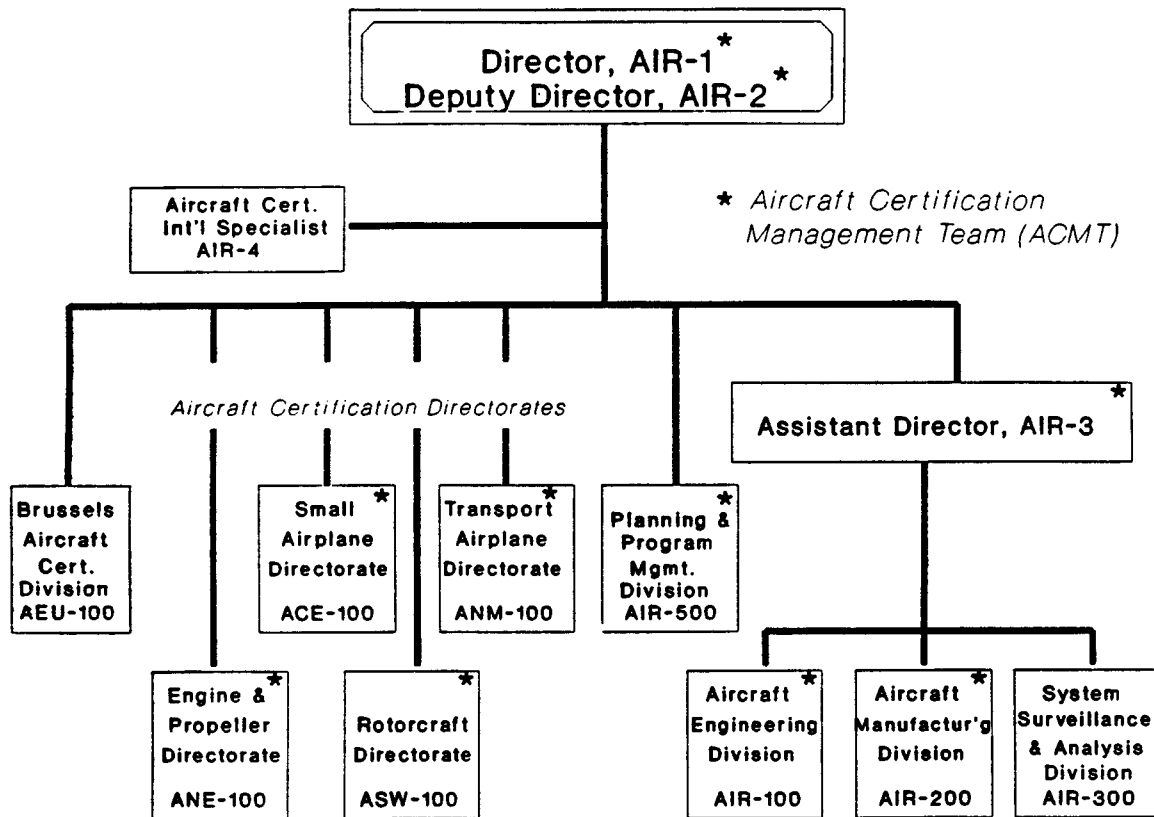 Director, AIR-1*
Deputy Director, AIR-2*
Aircraft Cert.
Int'l Specialist
AIR-4
* Aircraft Certification
Management Team (ACMT)
Aircraft Certification Directorates
*
Assistant Director, AIR-3
Brussels
Aircraft
Cert.
Division
AEU-100
*
Small
Airplane
Directorate
ACE-100
*
Transport
Airplane
Directorate
ANM-100
*
Planning &
Program
Mgmt.
Division
AIR-500
*
Engine &
Propeller
Directorate
ANE-100
*
Rotorcraft
Directorate
ASW-100
*
Aircraft
Engineering
Division
AIR-100
*
Aircraft
Manufactur'g
Division
AIR-200
System
Surveillance
& Analysis
Division
AIR-300